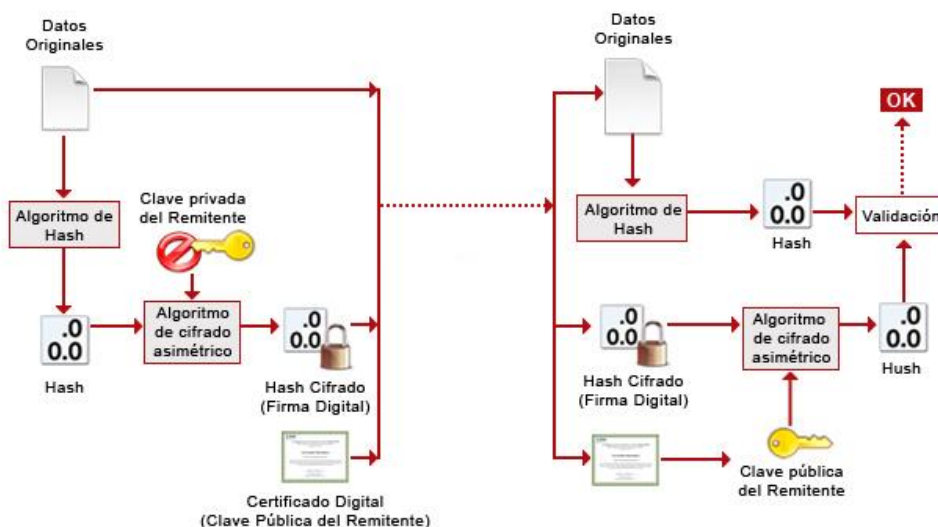 Datos
Originales
Algoritmo de
Hash
Clave privada
del Remitente
.0
0.0
Hash
Algoritmo
de cifrado
asimétrico
.0
0.0
Hash Cifrado
(Firma Digital)
Certificado Digital
(Clave Pública del Remitente)
Datos
Originales
Algoritmo de
Hash
.0
0.0
Hash
Validación
OK
.0
0.0
Hash Cifrado
(Firma Digital)
Algoritmo
de cifrado
asimétrico
.0
0.0
Hush
Clave pública
del Remitente